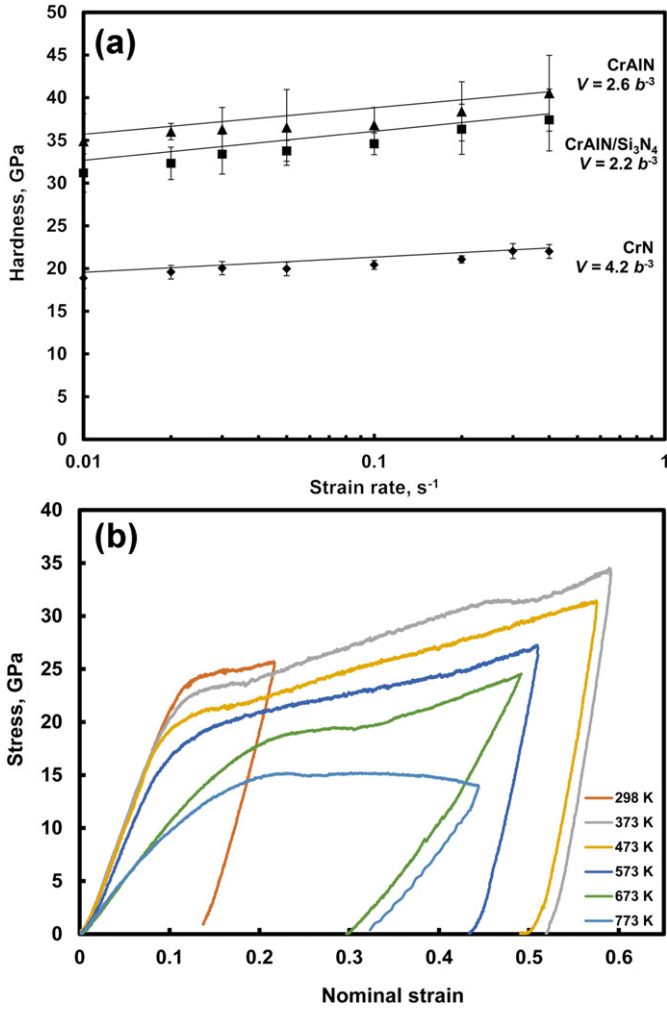 (a)
50
45
40
35
30
25
20
15
10
5
0
Hardness, GPa
CrAlN
V = 2.6 b⁻³
CrAlN/Si₃N₄
V = 2.2 b⁻³
CrN
V = 4.2 b⁻³
0.01 0.1 1
Strain rate, s⁻¹
(b)
40
35
30
25
20
15
10
5
0
Stress, GPa
298 K
373 K
473 K
573 K
673 K
773 K
0 0.1 0.2 0.3 0.4 0.5 0.6
Nominal strain